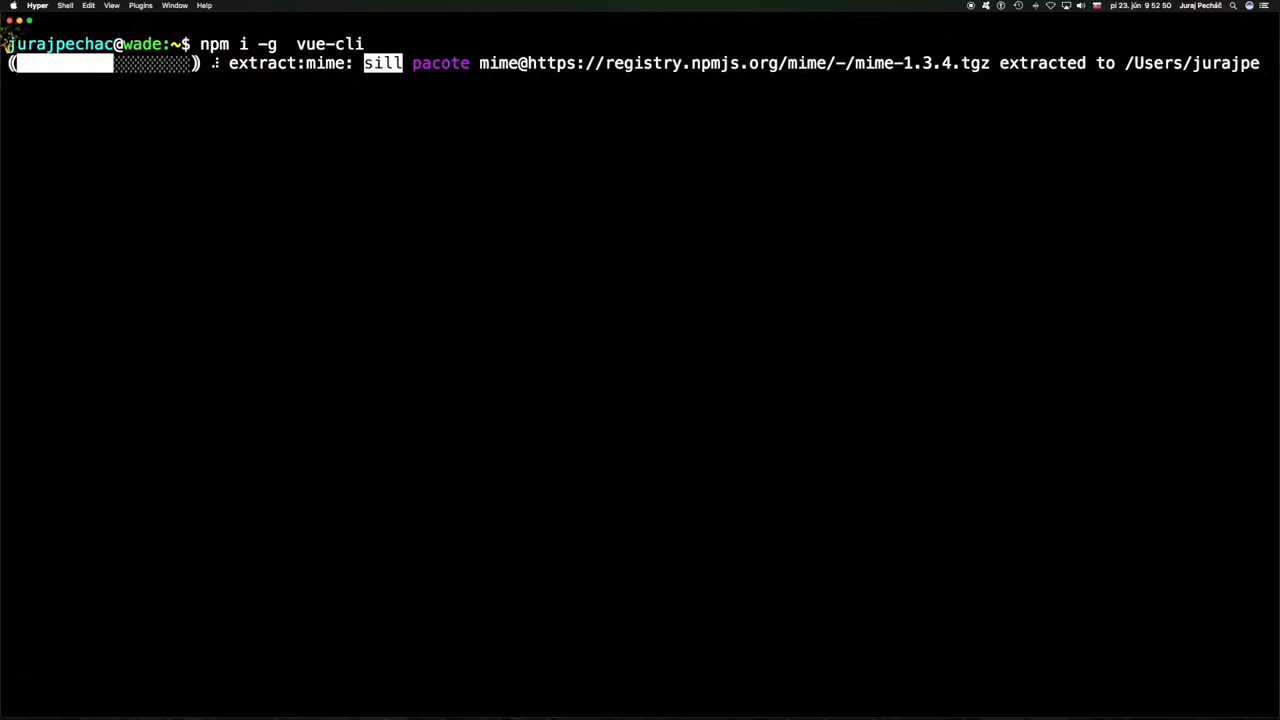 Hyper Shell Edit View Plugins Window Help pi 23. jún 9 52 50 Juraj Pecháč
jurajpechac@wade:~$ npm i -g  vue-cli
extract:mime: sill pacote mime@https://registry.npmjs.org/mime/-/mime-1.3.4.tgz extracted to /Users/jurajpe